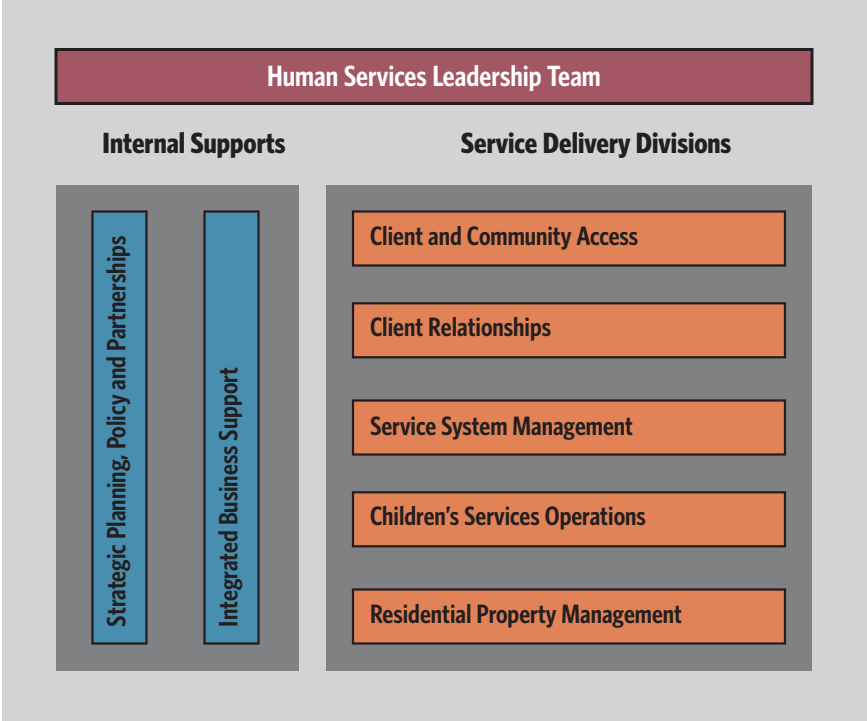 Human Services Leadership Team
Internal Supports
Service Delivery Divisions
Strategic Planning, Policy and Partnerships
Integrated Business Support
Client and Community Access
Client Relationships
Service System Management
Children's Services Operations
Residential Property Management